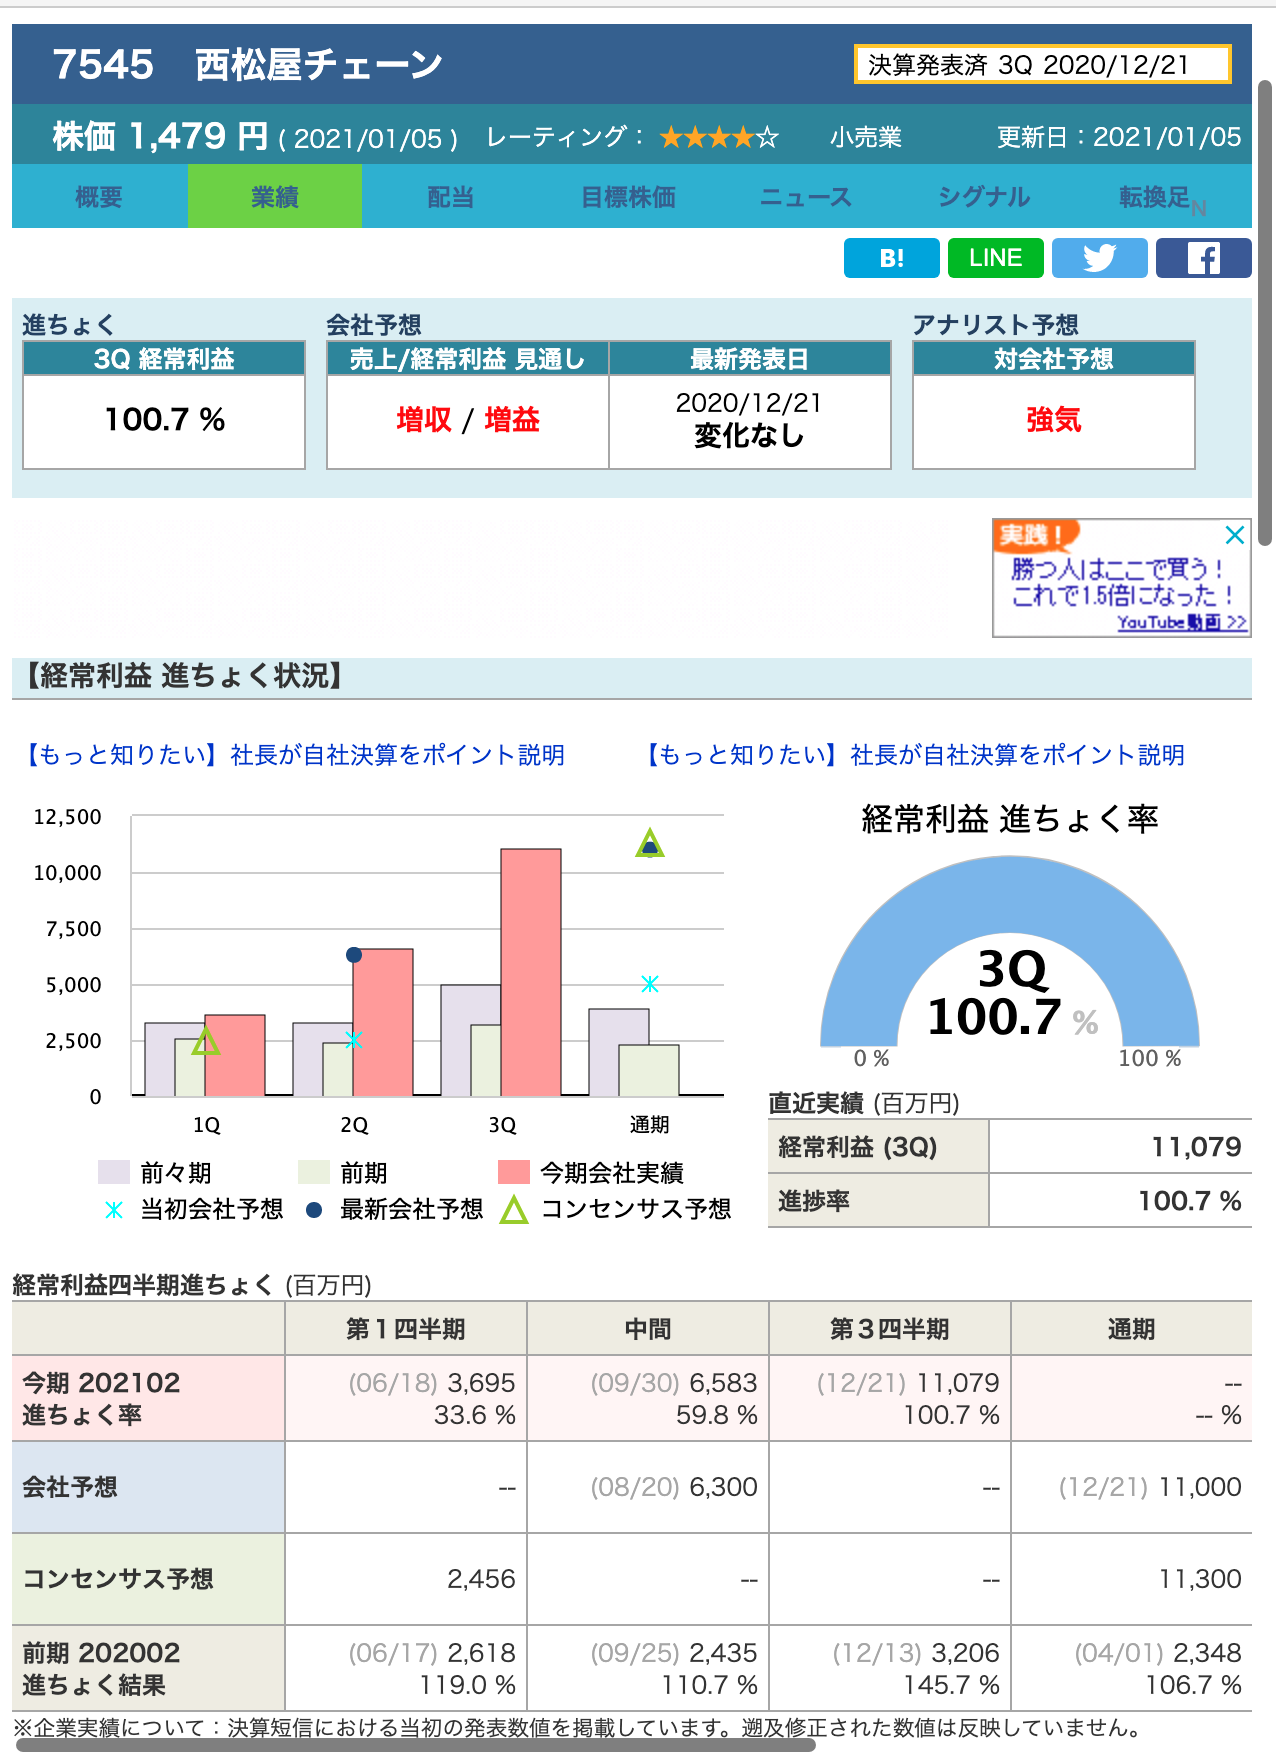 7545 西松屋チェーン
決算発表済 3Q 2020/12/21
株価 1,479 円 ( 2021/01/05 ) レーティング： ★★★★☆ 小売業 更新日：2021/01/05
概要 業績 配当 目標株価 ニュース シグナル 転換足N
B! LINE
進ちょく 会社予想 アナリスト予想
3Q 経常利益 売上/経常利益 見通し 最新発表日 対会社予想
100.7 % 増収 / 増益 2020/12/21 強気
変化なし
実践！
勝つ人はここで買う！
これで1.5倍になった！
YouTube動画 >>
【経常利益 進ちょく状況】
【もっと知りたい】社長が自社決算をポイント説明 【もっと知りたい】社長が自社決算をポイント説明
経常利益 進ちょく率
12,500
10,000
7,500
5,000
2,500
0
1Q 2Q 3Q 通期
前々期 前期 今期会社実績
当初会社予想 最新会社予想 コンセンサス予想
3Q
100.7 %
0 % 100 %
直近実績 (百万円)
経常利益 (3Q) 11,079
進捗率 100.7 %
経常利益四半期進ちょく (百万円)
第１四半期 中間 第３四半期 通期
今期 202102 (06/18) 3,695 (09/30) 6,583 (12/21) 11,079 --
進ちょく率 33.6 % 59.8 % 100.7 % -- %
会社予想 -- (08/20) 6,300 -- (12/21) 11,000
コンセンサス予想 2,456 -- -- 11,300
前期 202002 (06/17) 2,618 (09/25) 2,435 (12/13) 3,206 (04/01) 2,348
進ちょく結果 119.0 % 110.7 % 145.7 % 106.7 %
※企業実績について：決算短信における当初の発表数値を掲載しています。遡及修正された数値は反映していません。